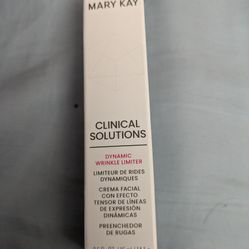 MARY KAY
CLINICAL
SOLUTIONS
DYNAMIC
WRINKLE LIMITER
LIMITEUR DE RIDES
DYNAMIQUES
CREMA FACIAL
CON EFECTO
TENSOR DE LÍNEAS
DE EXPRESIÓN
DINÁMICAS
PREENCHEDOR
DE RUGAS